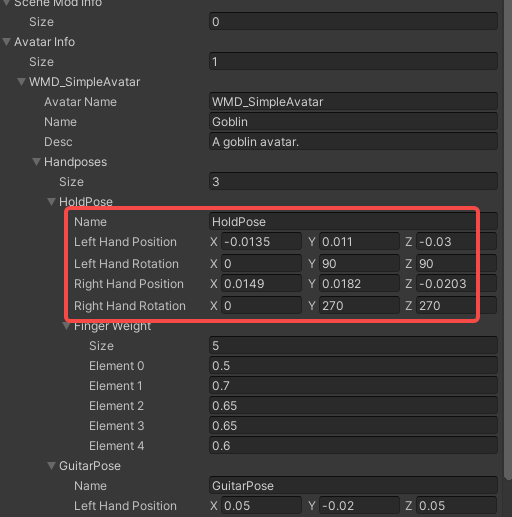 Scene Mod Info
Size 0
Avatar Info
Size 1
WMD_SimpleAvatar
Avatar Name WMD_SimpleAvatar
Name Goblin
Desc A goblin avatar.
Handposes
Size 3
HoldPose
Name HoldPose
Left Hand Position X -0.0135 Y 0.011 Z -0.03
Left Hand Rotation X 0 Y 90 Z 90
Right Hand Position X 0.0149 Y 0.0182 Z -0.0203
Right Hand Rotation X 0 Y 270 Z 270
Finger Weight
Size 5
Element 0 0.5
Element 1 0.7
Element 2 0.65
Element 3 0.65
Element 4 0.6
GuitarPose
Name GuitarPose
Left Hand Position X 0.05 Y -0.02 Z 0.05